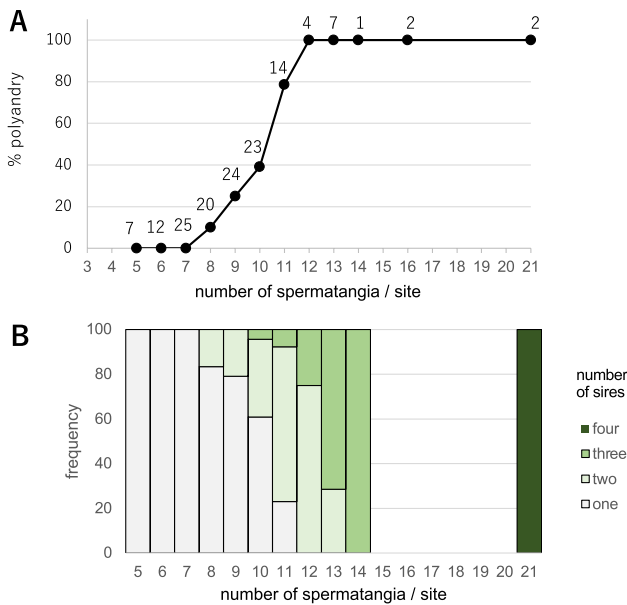 A
% polyandry
100
80
60
40
20
0
7 12 25 20 24 23 14 4 7 1 2 2
3 4 5 6 7 8 9 10 11 12 13 14 15 16 17 18 19 20 21
number of spermatangia / site
B
frequency
100
80
60
40
20
0
5 6 7 8 9 10 11 12 13 14 15 16 17 18 19 20 21
number of spermatangia / site
number
of sires
four
three
two
one